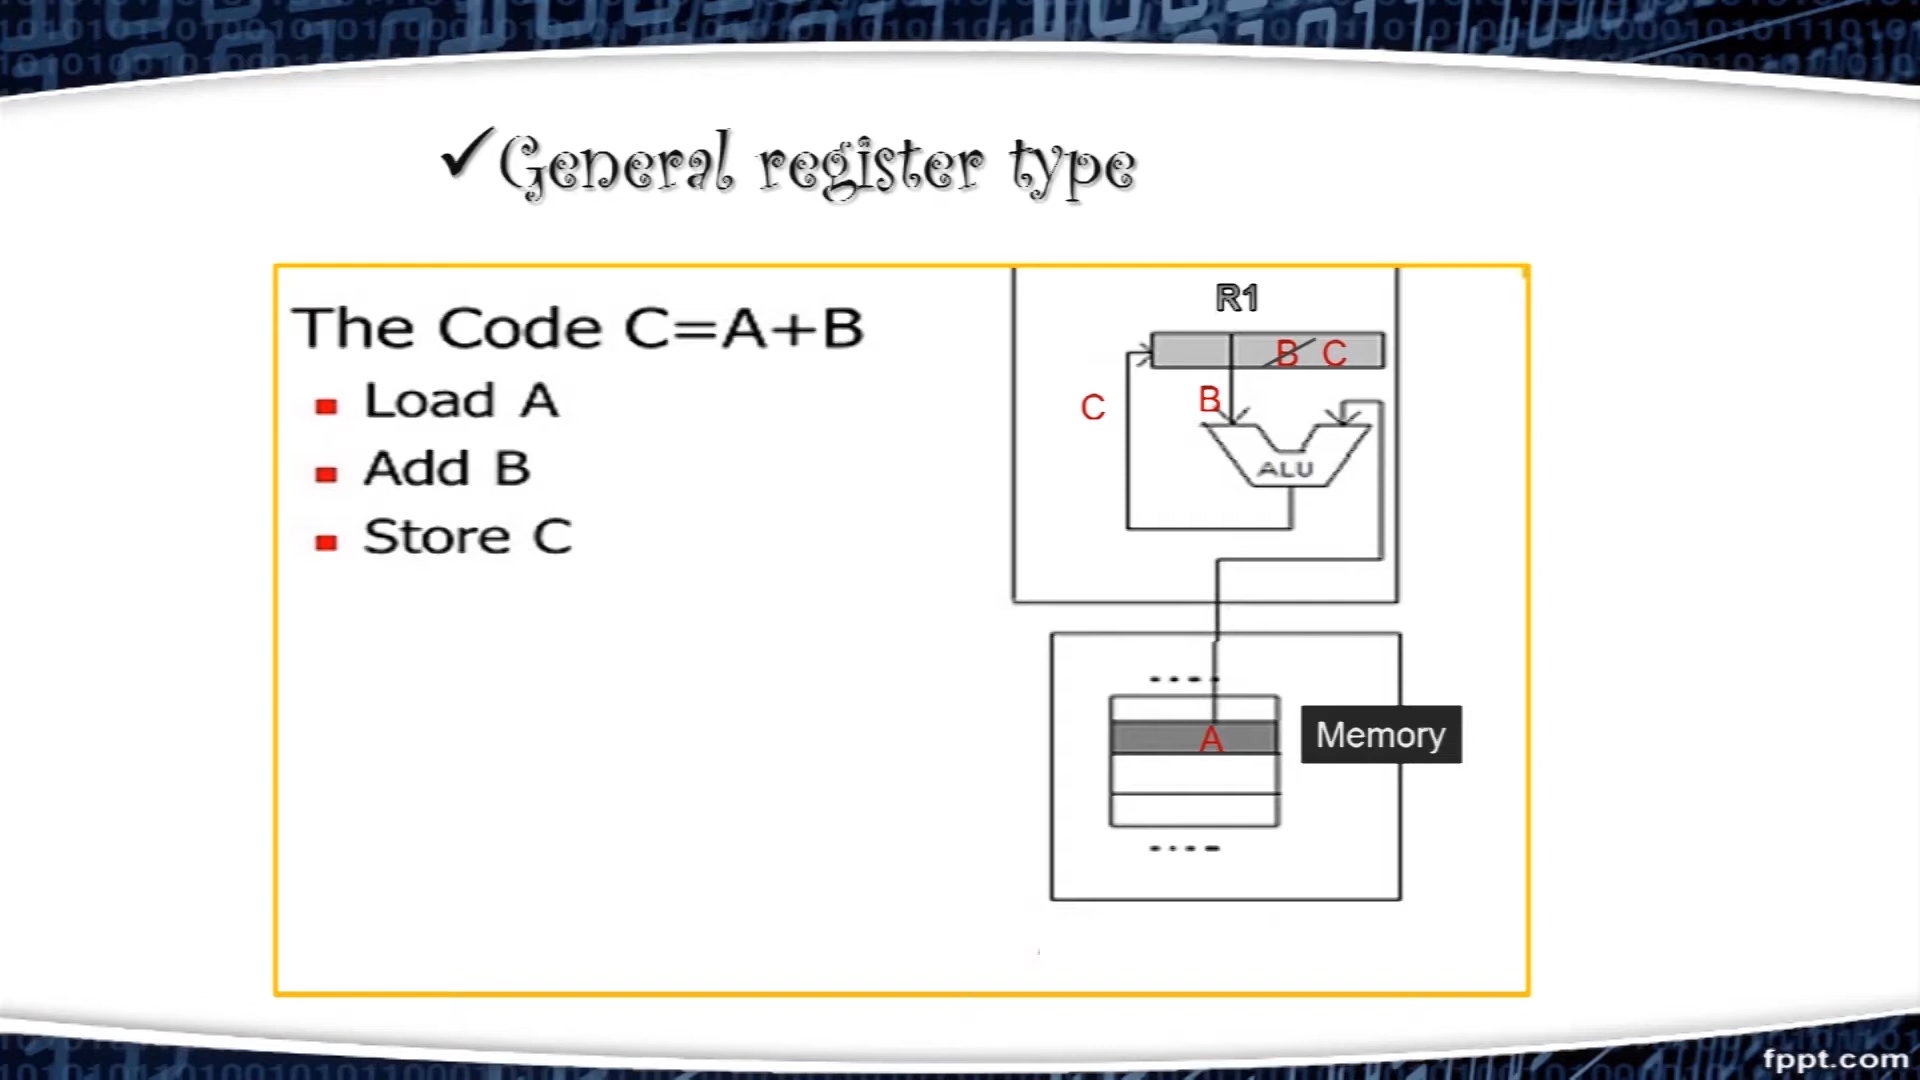 ✓General register type
The Code C=A+B
Load A
Add B
Store C
R1
B C
C
B
ALU
A
Memory
fppt.com